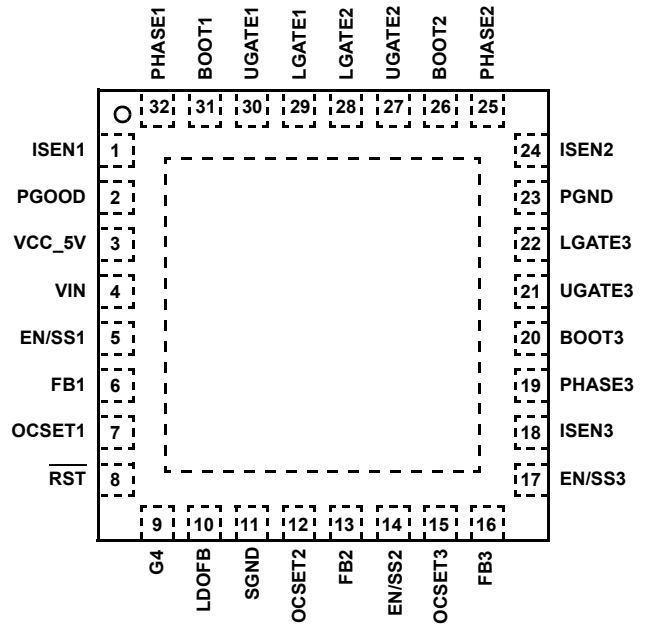 PHASE1
BOOT1
UGATE1
LGATE1
LGATE2
UGATE2
BOOT2
PHASE2
32 31 30 29 28 27 26 25
ISEN1 1 24 ISEN2
PGOOD 2 23 PGND
VCC_5V 3 22 LGATE3
VIN 4 21 UGATE3
EN/SS1 5 20 BOOT3
FB1 6 19 PHASE3
OCSET1 7 18 ISEN3
R̅S̅T̅ 8 17 EN/SS3
9 10 11 12 13 14 15 16
G4
LDOFB
SGND
OCSET2
FB2
EN/SS2
OCSET3
FB3